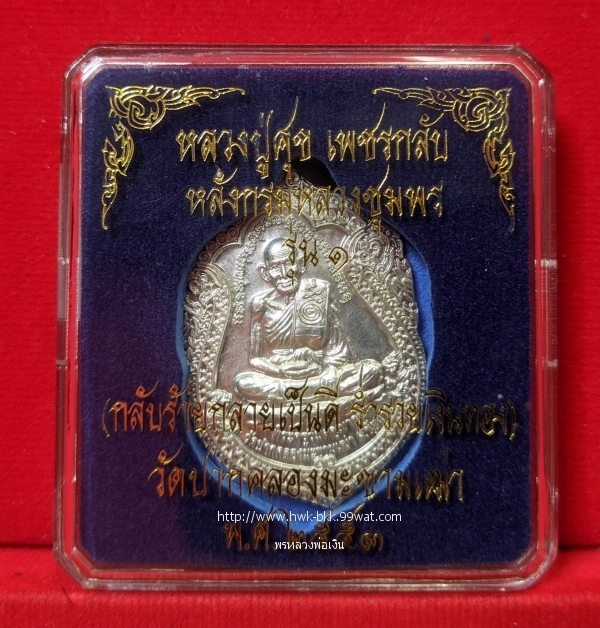 หลวงปู่ศุข เพชรกลับ
หลังกรมหลวงชุมพร
รุ่น ๑
(กลับร้ายกลายเป็นดี ร่ำรวยเงินทอง)
วัดปากคลองมะขามเฒ่า
http://www.hwk-bkk.99wat.com/
พ.ศ. ๒๕๕๓
พรหลวงพ่อเงิน